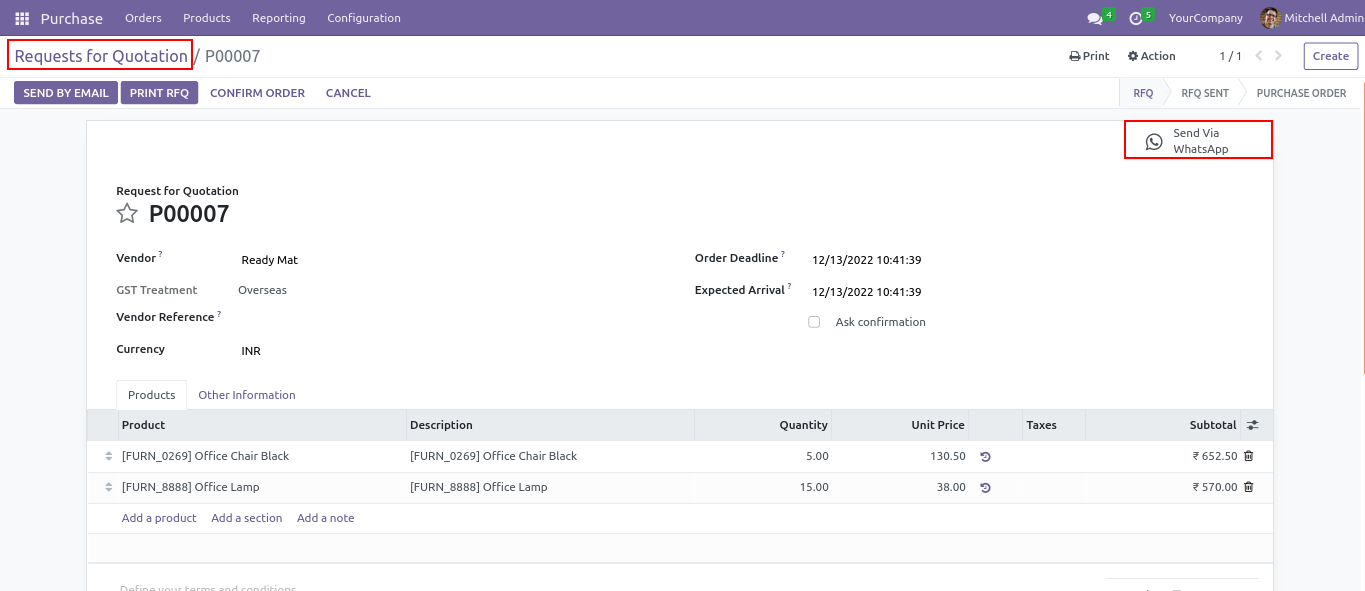 Purchase Orders Products Reporting Configuration 4 5 YourCompany Mitchell Admin
Requests for Quotation / P00007 Print Action 1 / 1 Create
SEND BY EMAIL PRINT RFQ CONFIRM ORDER CANCEL RFQ RFQ SENT PURCHASE ORDER
Send Via
WhatsApp
Request for Quotation
P00007
Vendor ? Ready Mat Order Deadline ? 12/13/2022 10:41:39
GST Treatment Overseas Expected Arrival ? 12/13/2022 10:41:39
Vendor Reference ? Ask confirmation
Currency INR
Products Other Information
Product Description Quantity Unit Price Taxes Subtotal
[FURN_0269] Office Chair Black [FURN_0269] Office Chair Black 5.00 130.50 ₹ 652.50
[FURN_8888] Office Lamp [FURN_8888] Office Lamp 15.00 38.00 ₹ 570.00
Add a product Add a section Add a note
Define your terms and conditions